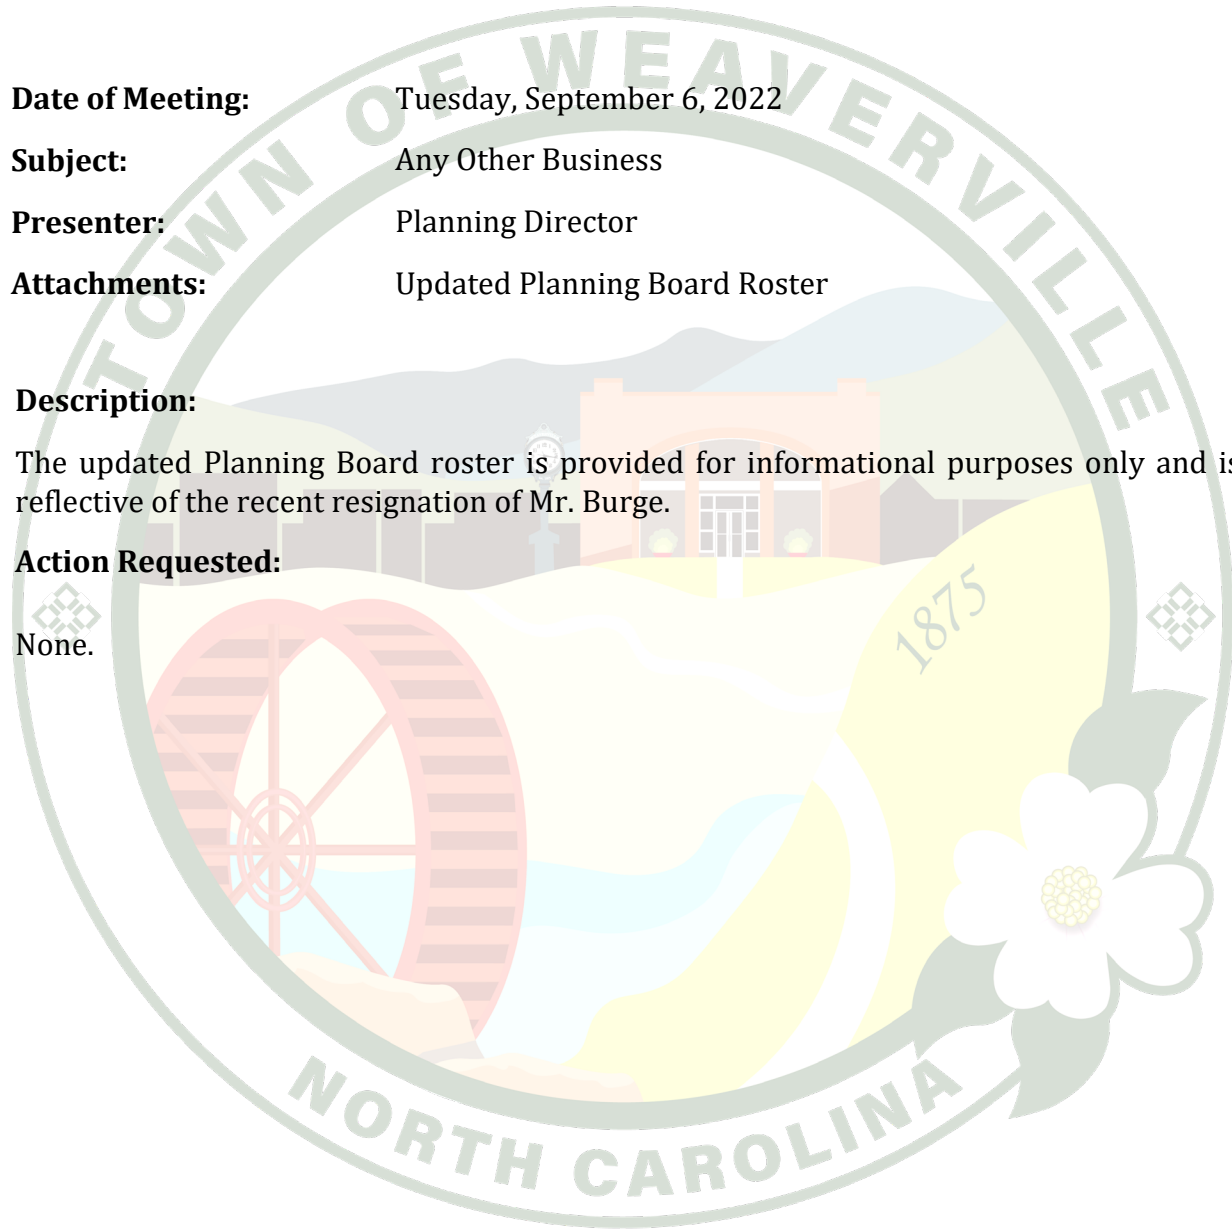 TOWN OF WEAVERVILLE
Date of Meeting: Tuesday, September 6, 2022
Subject: Any Other Business
Presenter: Planning Director
Attachments: Updated Planning Board Roster
Description:
The updated Planning Board roster is provided for informational purposes only and is
reflective of the recent resignation of Mr. Burge.
Action Requested:
None.
1875
NORTH CAROLINA